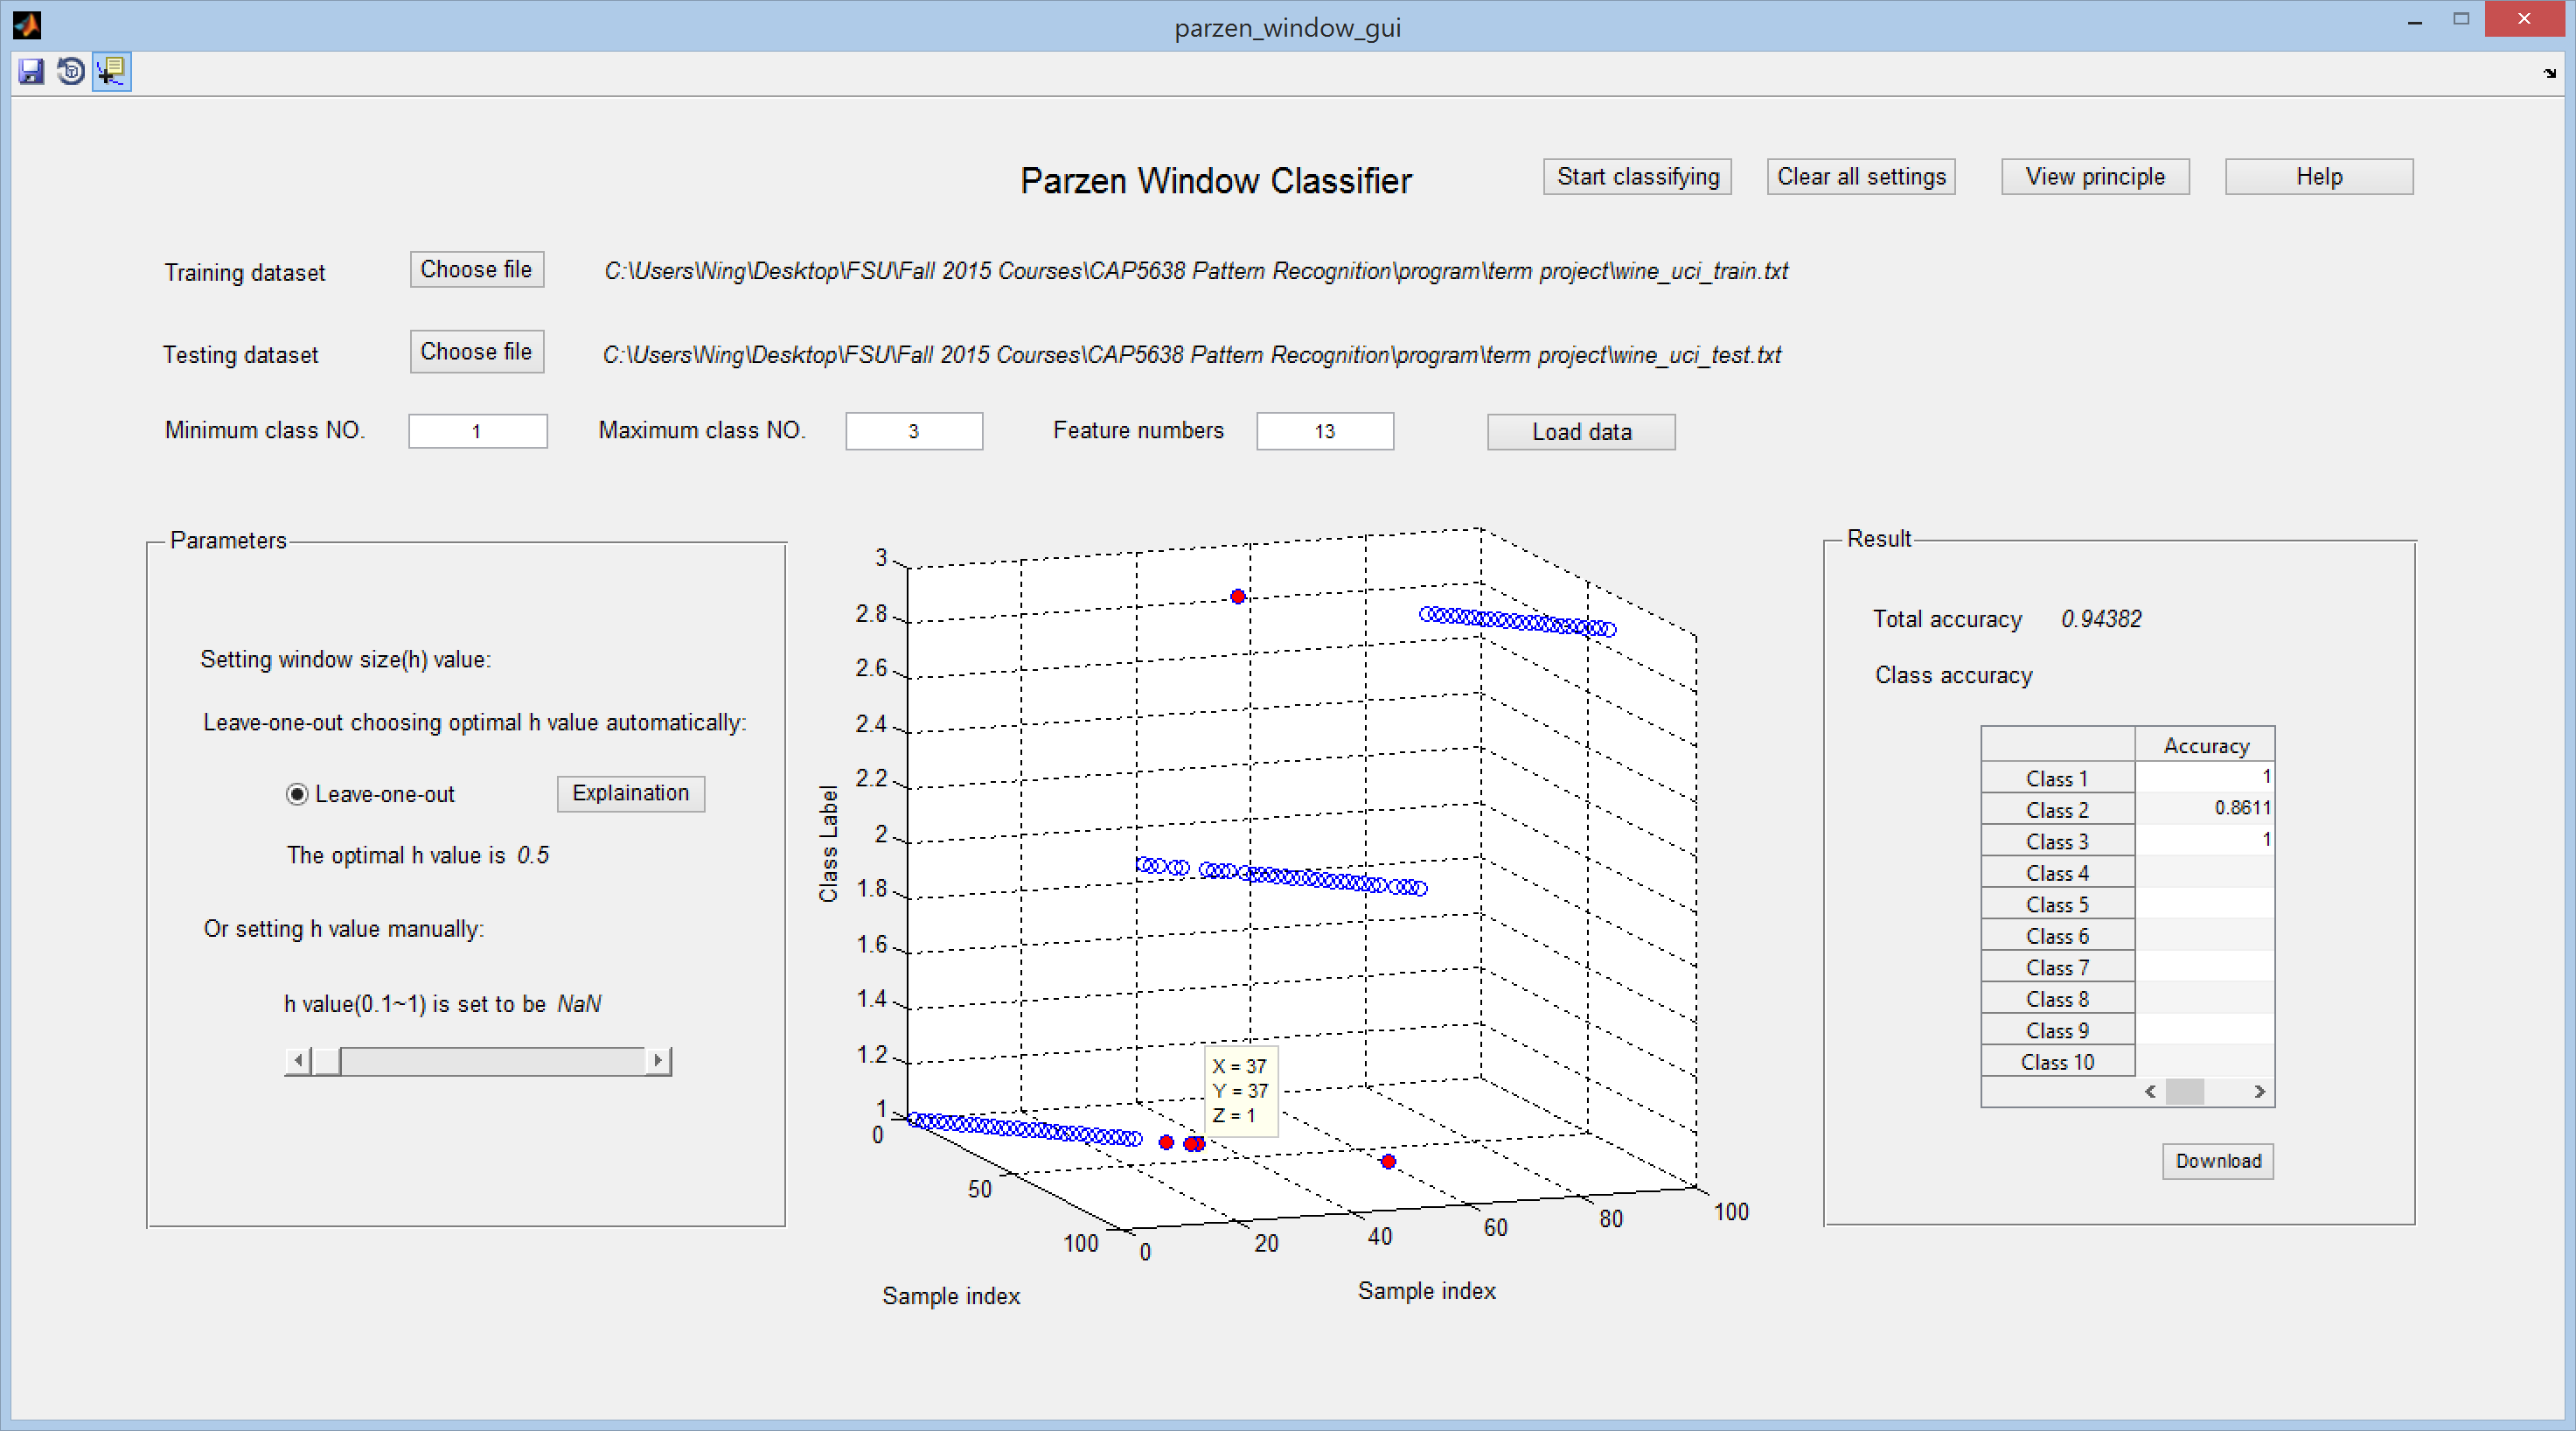 parzen_window_gui
Parzen Window Classifier
Start classifying
Clear all settings
View principle
Help
Training dataset
Choose file
C:\Users\Ning\Desktop\FSU\Fall 2015 Courses\CAP5638 Pattern Recognition\program\term project\wine_uci_train.txt
Testing dataset
Choose file
C:\Users\Ning\Desktop\FSU\Fall 2015 Courses\CAP5638 Pattern Recognition\program\term project\wine_uci_test.txt
Minimum class NO.
1
Maximum class NO.
3
Feature numbers
13
Load data
Parameters
Setting window size(h) value:
Leave-one-out choosing optimal h value automatically:
Leave-one-out
Explaination
The optimal h value is 0.5
Or setting h value manually:
h value(0.1~1) is set to be NaN
3
2.8
2.6
2.4
2.2
2
1.8
1.6
1.4
1.2
1
Class Label
0
50
100
Sample index
0
20
40
60
80
100
Sample index
X = 37
Y = 37
Z = 1
Result
Total accuracy 0.94382
Class accuracy
Accuracy
Class 1 1
Class 2 0.8611
Class 3 1
Class 4
Class 5
Class 6
Class 7
Class 8
Class 9
Class 10
Download